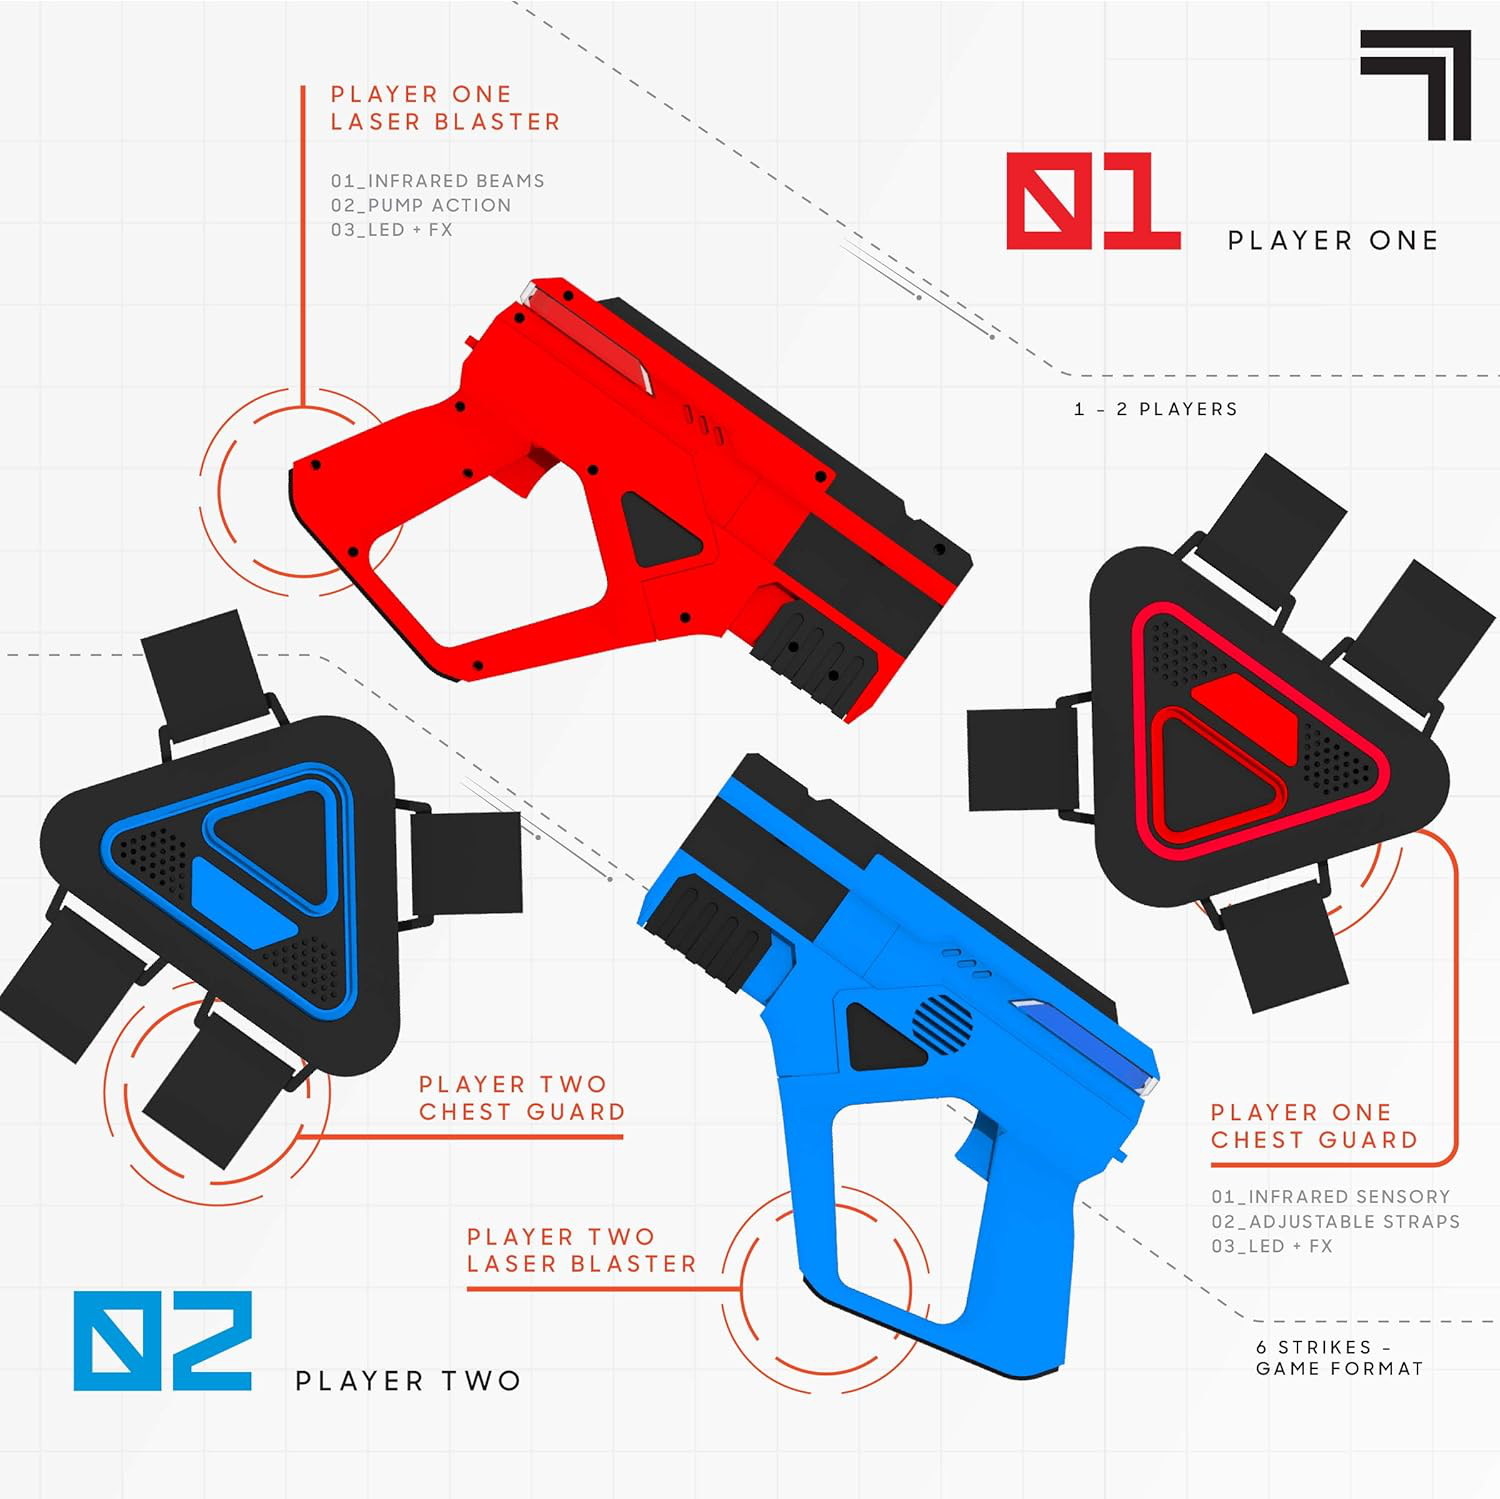 PLAYER ONE
LASER BLASTER
01_INFRARED BEAMS
02_PUMP ACTION
03_LED + FX
01
PLAYER ONE
1 - 2 PLAYERS
PLAYER TWO
CHEST GUARD
PLAYER ONE
CHEST GUARD
01_INFRARED SENSORY
02_ADJUSTABLE STRAPS
03_LED + FX
PLAYER TWO
LASER BLASTER
02
PLAYER TWO
6 STRIKES -
GAME FORMAT